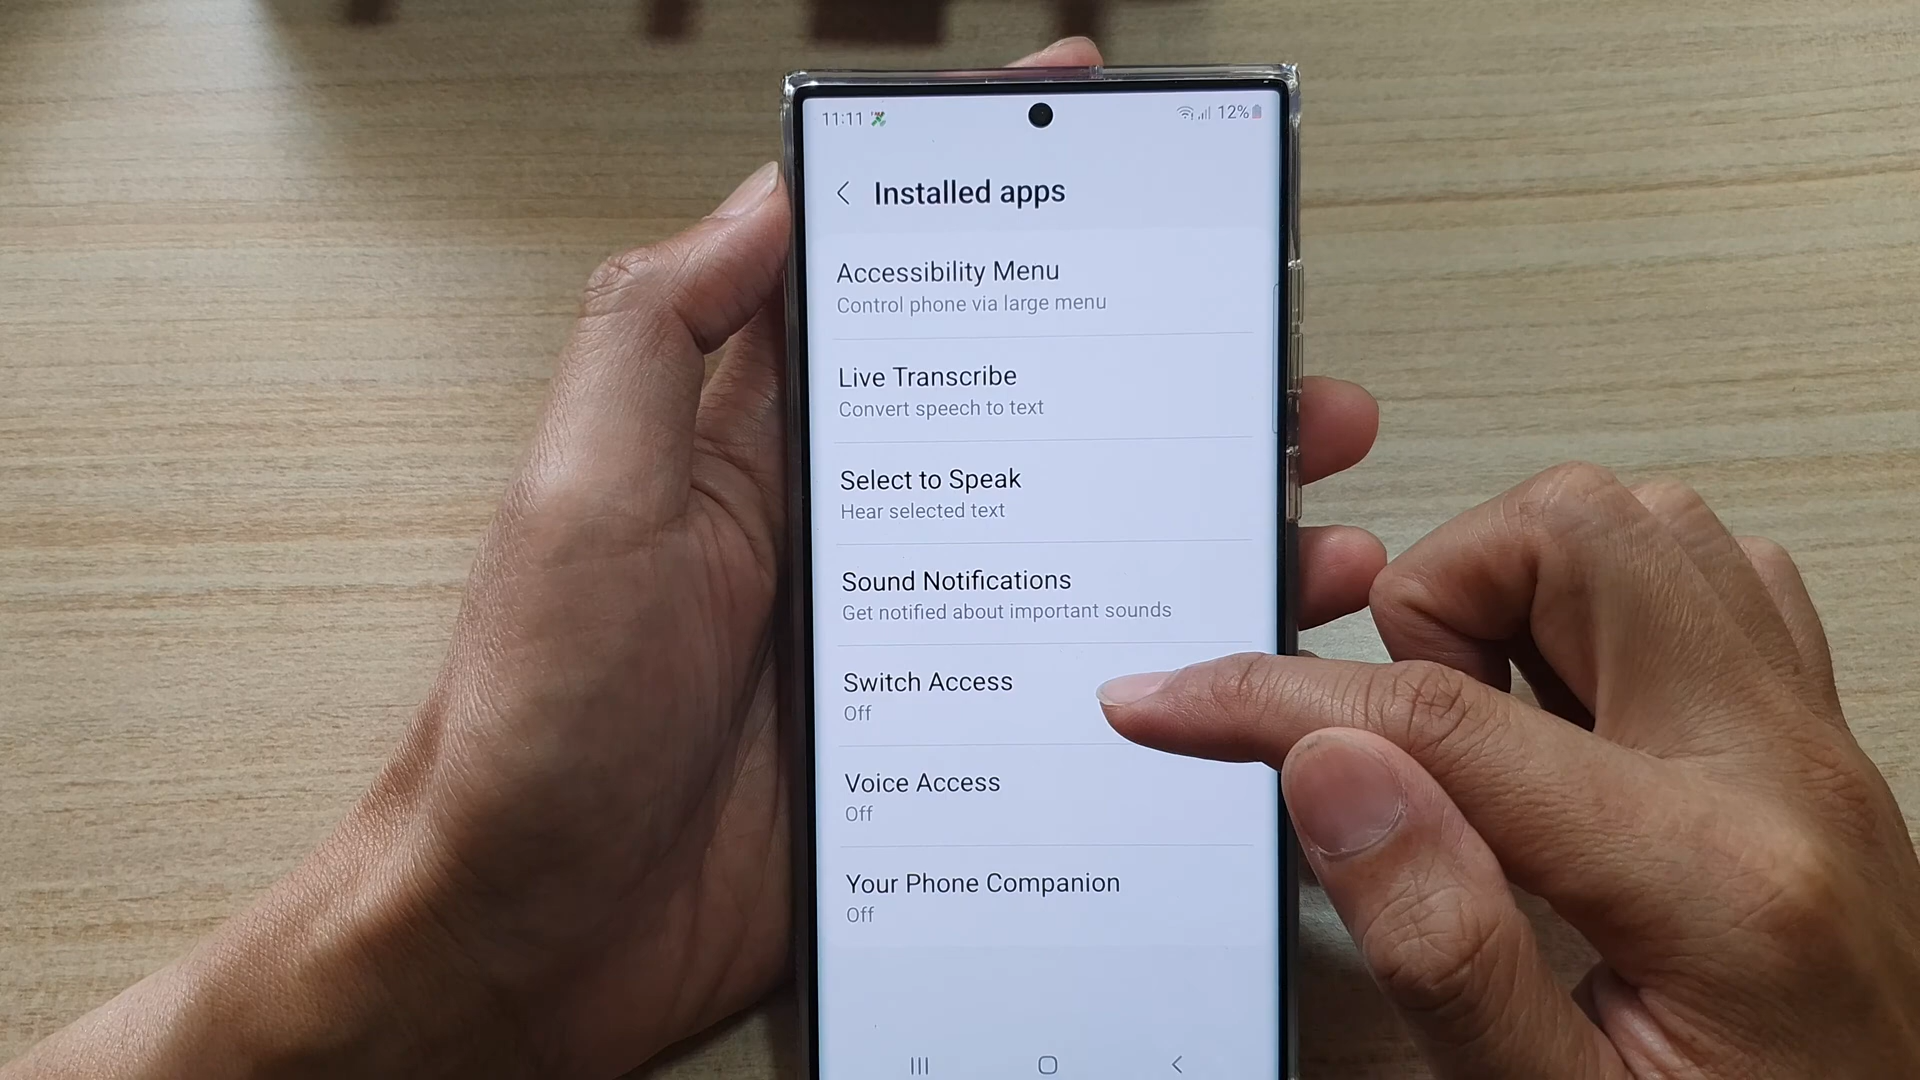 11:11
12%
Installed apps
Accessibility Menu
Control phone via large menu
Live Transcribe
Convert speech to text
Select to Speak
Hear selected text
Sound Notifications
Get notified about important sounds
Switch Access
Off
Voice Access
Off
Your Phone Companion
Off